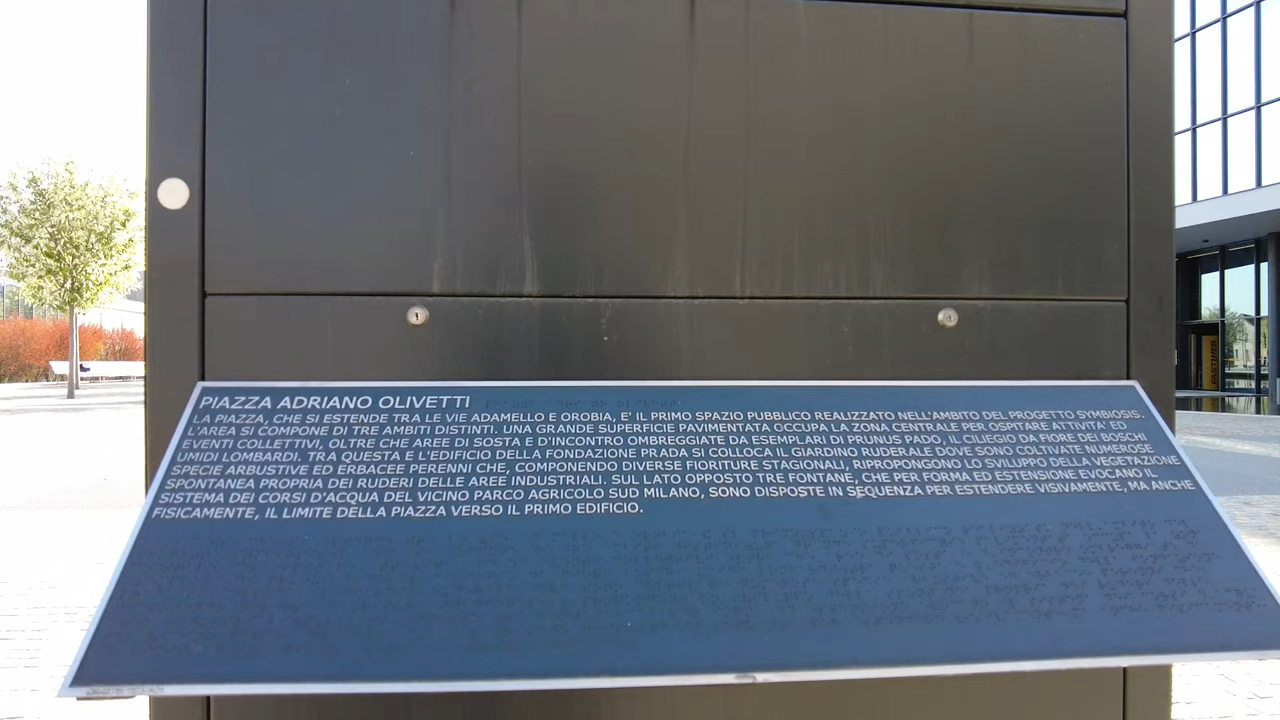 PIAZZA ADRIANO OLIVETTI
LA PIAZZA, CHE SI ESTENDE TRA LE VIE ADAMELLO E OROBIA, E' IL PRIMO SPAZIO PUBBLICO REALIZZATO NELL'AMBITO DEL PROGETTO SYMBIOSIS.
L'AREA SI COMPONE DI TRE AMBITI DISTINTI. UNA GRANDE SUPERFICIE PAVIMENTATA OCCUPA LA ZONA CENTRALE PER OSPITARE ATTIVITA' ED
EVENTI COLLETTIVI, OLTRE CHE AREE DI SOSTA E D'INCONTRO OMBREGGIATE DA ESEMPLARI DI PRUNUS PADO, IL CILIEGIO DA FIORE DEI BOSCHI
UMIDI LOMBARDI. TRA QUESTA E L'EDIFICIO DELLA FONDAZIONE PRADA SI COLLOCA IL GIARDINO RUDERALE DOVE SONO COLTIVATE NUMEROSE
SPECIE ARBUSTIVE ED ERBACEE PERENNI CHE, COMPONENDO DIVERSE FIORITURE STAGIONALI, RIPROPONGONO LO SVILUPPO DELLA VEGETAZIONE
SPONTANEA PROPRIA DEI RUDERI DELLE AREE INDUSTRIALI. SUL LATO OPPOSTO TRE FONTANE, CHE PER FORMA ED ESTENSIONE EVOCANO IL
SISTEMA DEI CORSI D'ACQUA DEL VICINO PARCO AGRICOLO SUD MILANO, SONO DISPOSTE IN SEQUENZA PER ESTENDERE VISIVAMENTE, MA ANCHE
FISICAMENTE, IL LIMITE DELLA PIAZZA VERSO IL PRIMO EDIFICIO.
FASTWEB